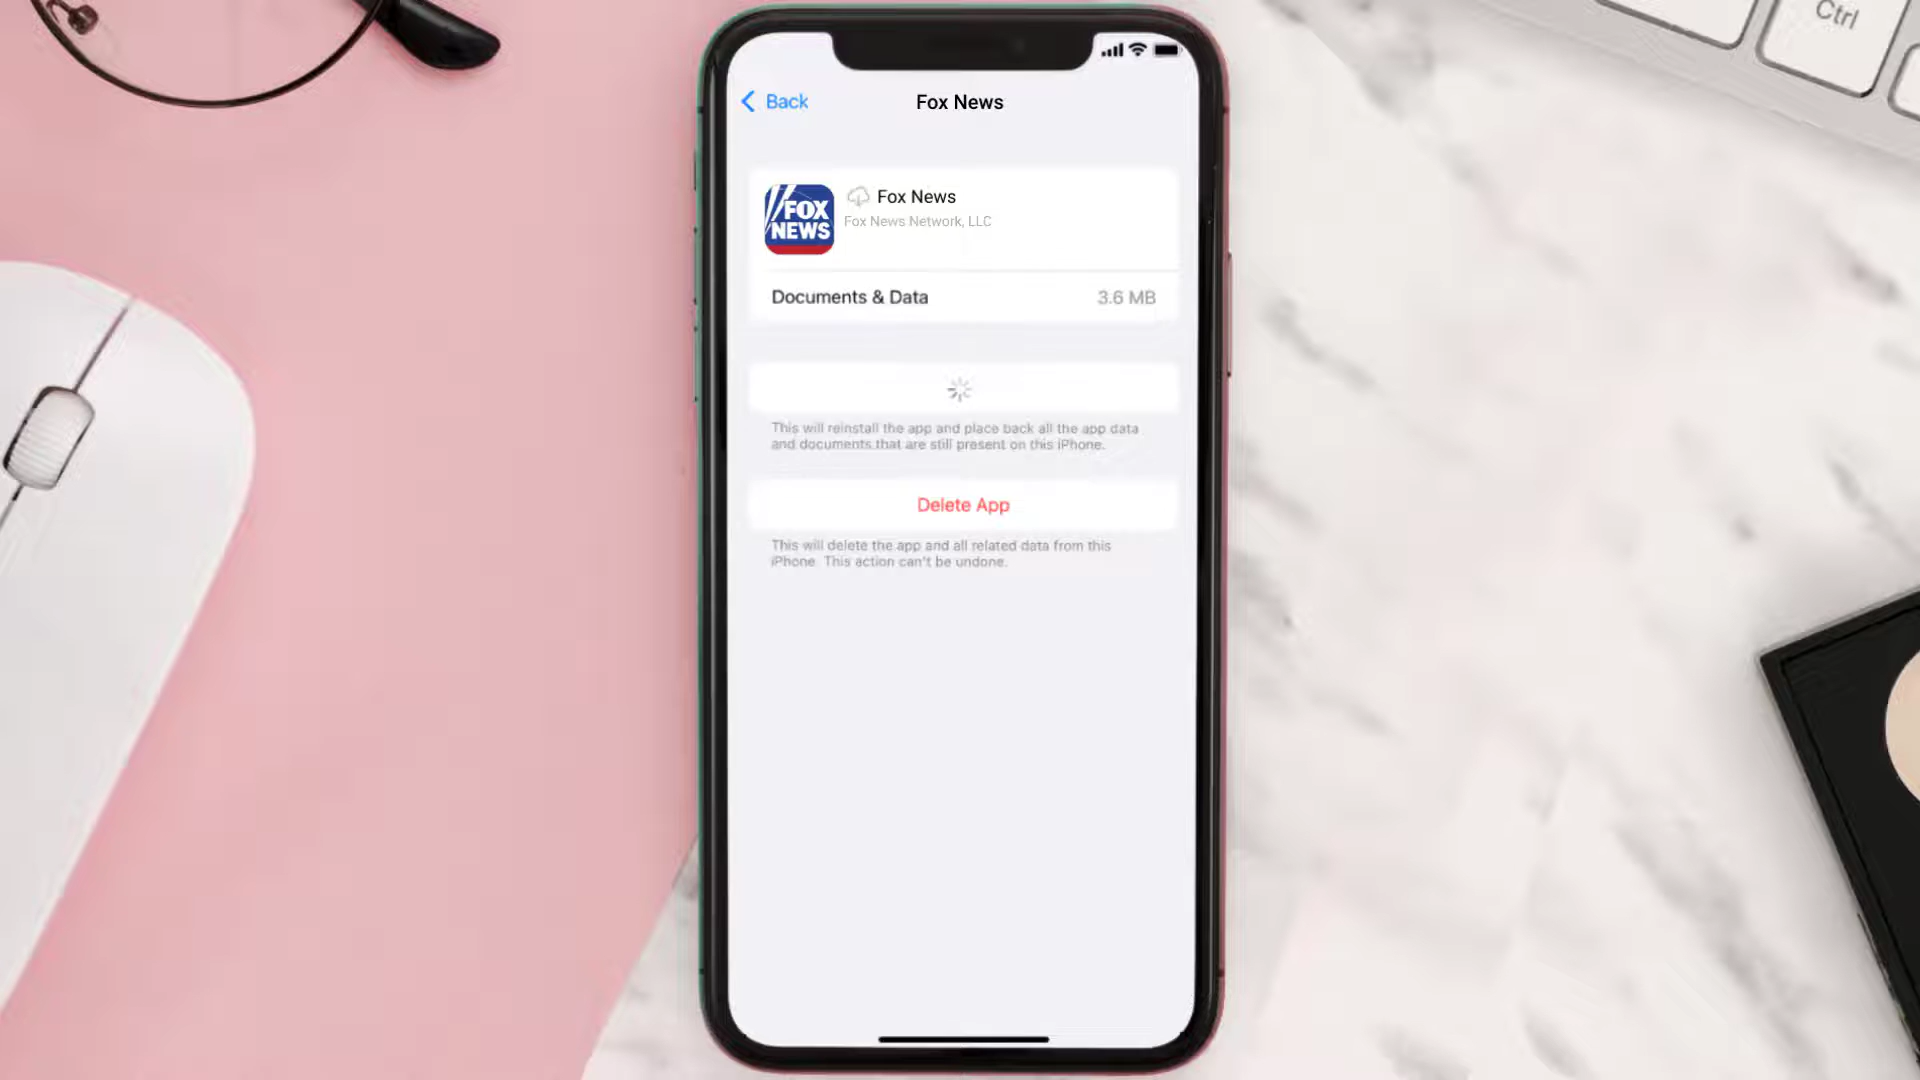 Ctrl
Back
Fox News
FOX
NEWS
Fox News
Fox News Network, LLC
Documents & Data
3.6 MB
This will reinstall the app and place back all the app data
and documents that are still present on this iPhone.
Delete App
This will delete the app and all related data from this
iPhone. This action can't be undone.